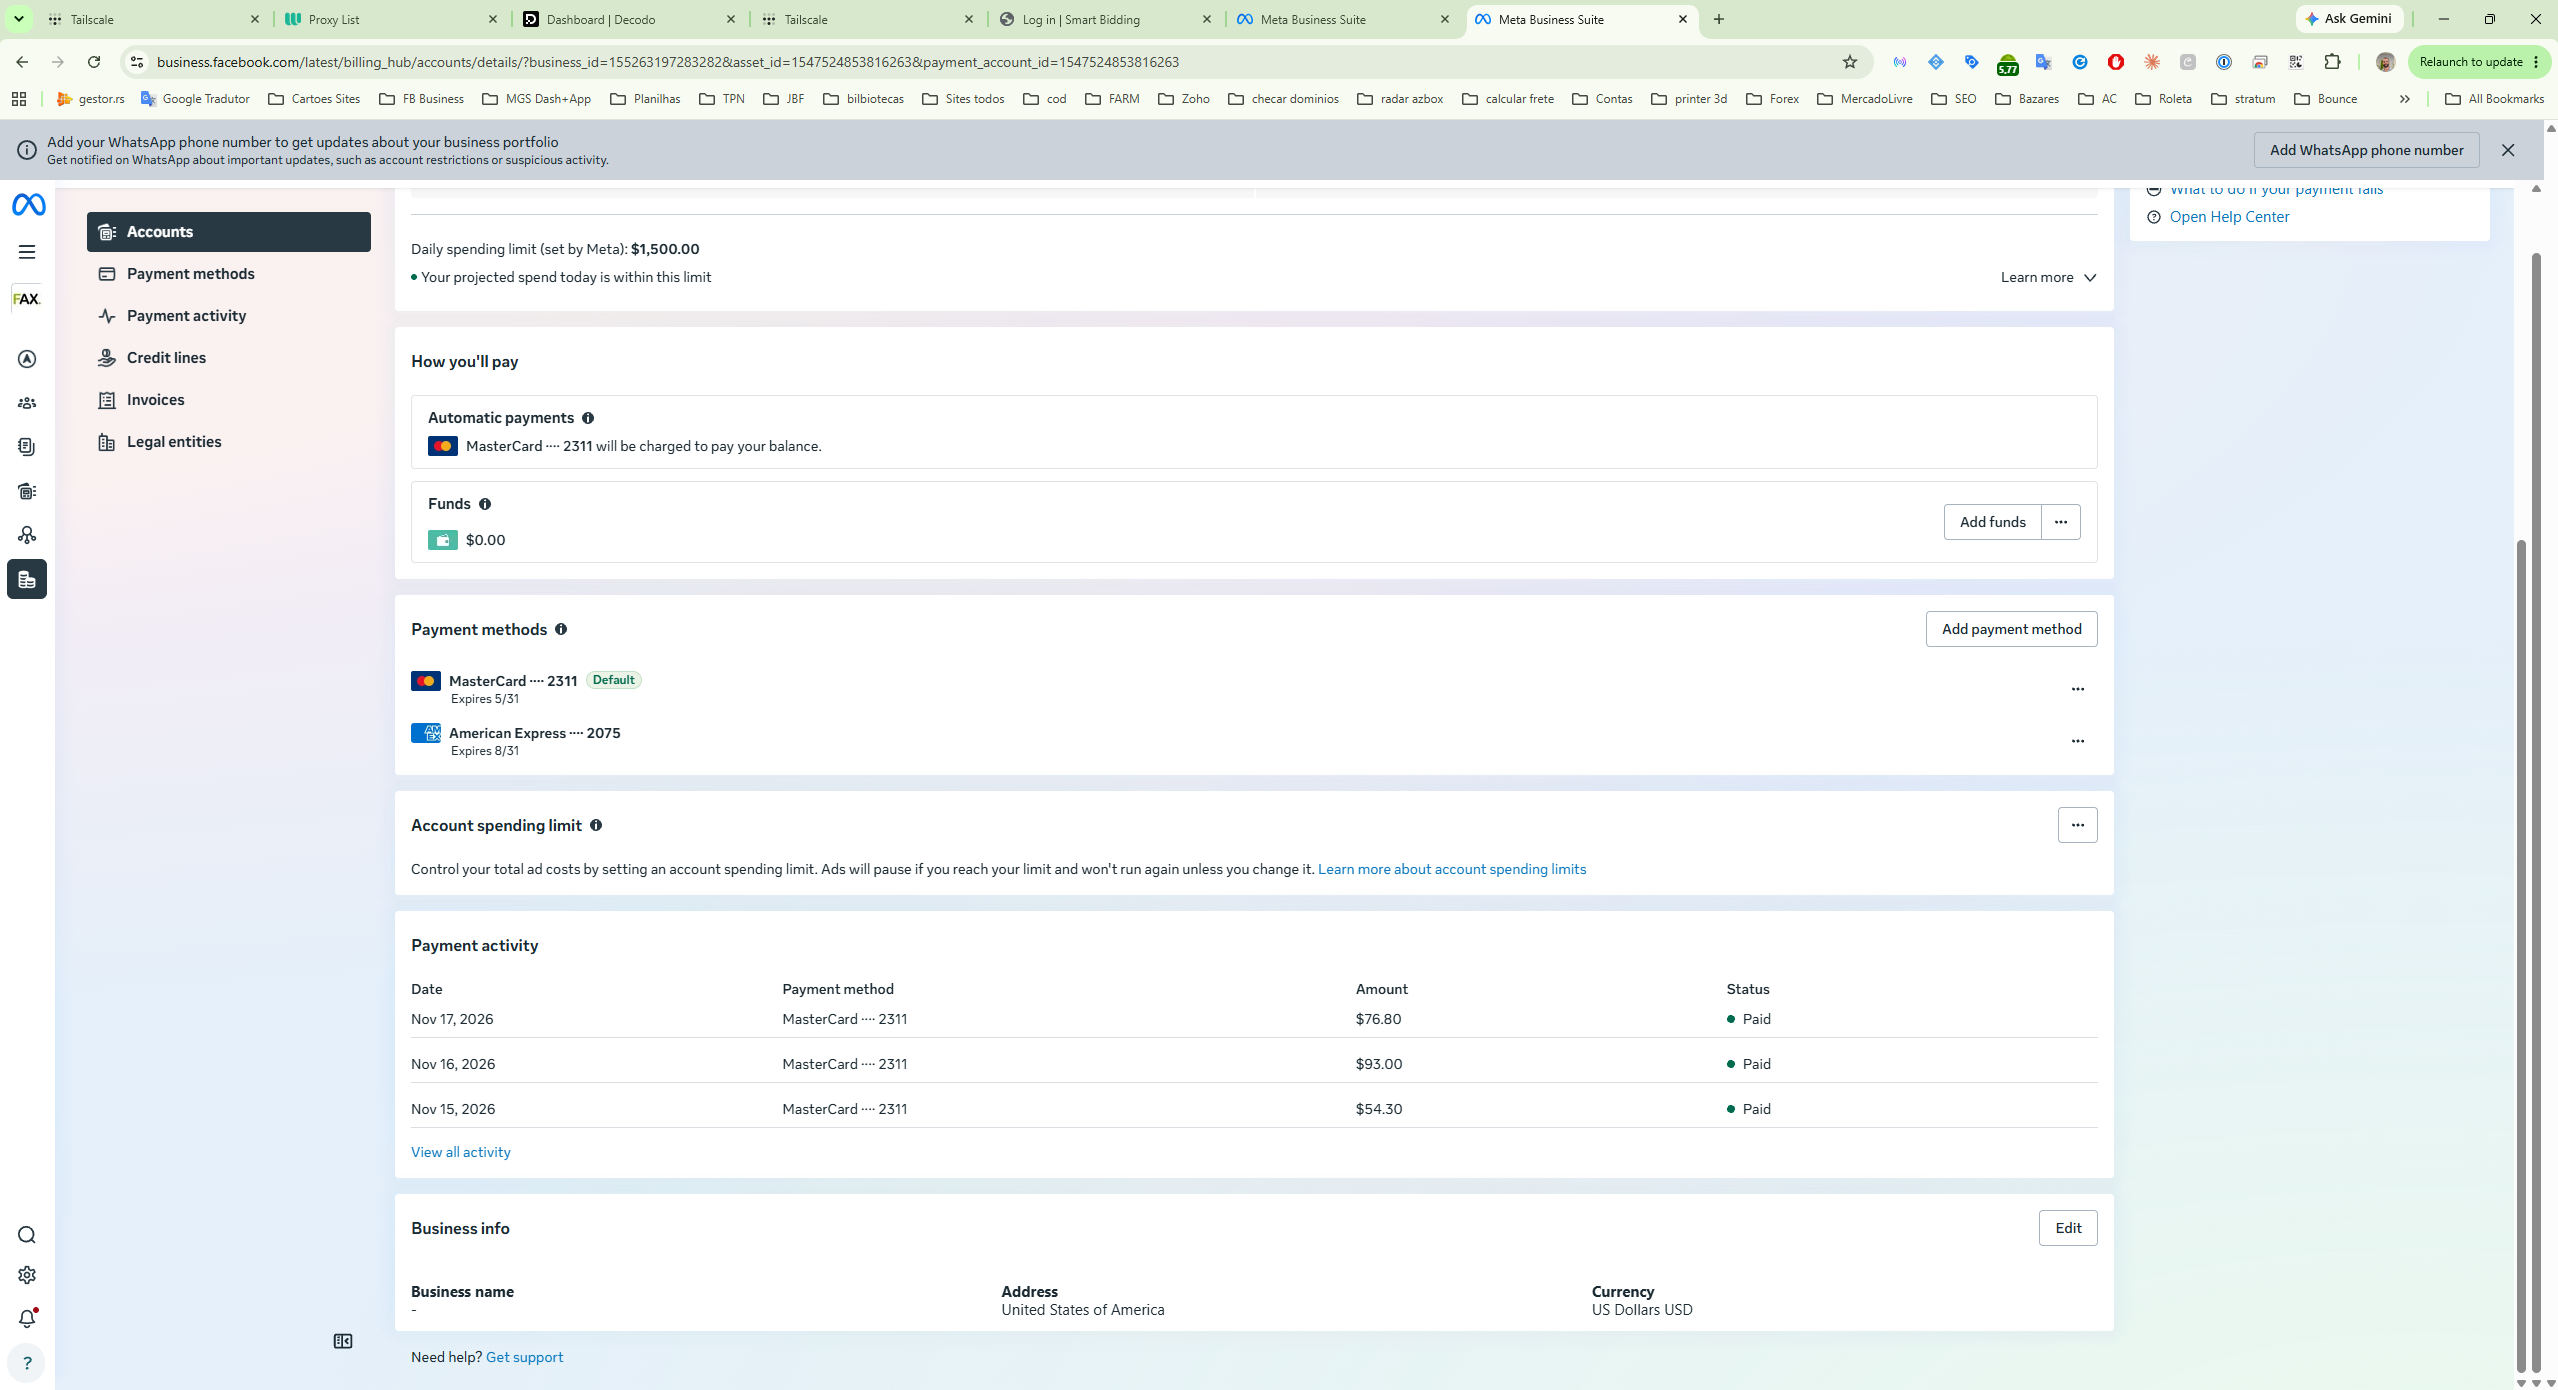 Tailscale
Proxy List
Dashboard | Decodo
Tailscale
Log in | Smart Bidding
Meta Business Suite
Meta Business Suite
Ask Gemini
business.facebook.com/latest/billing_hub/accounts/details/?business_id=155263197283282&asset_id=1547524853816263&payment_account_id=1547524853816263
5,77
Relaunch to update
gestor.rs
Google Tradutor
Cartoes Sites
FB Business
MGS Dash+App
Planilhas
TPN
JBF
bilbiotecas
Sites todos
cod
FARM
Zoho
checar dominios
radar azbox
calcular frete
Contas
printer 3d
Forex
MercadoLivre
SEO
Bazares
AC
Roleta
stratum
Bounce
All Bookmarks
Add your WhatsApp phone number to get updates about your business portfolio
Get notified on WhatsApp about important updates, such as account restrictions or suspicious activity.
Add WhatsApp phone number
FAX.
Accounts
Payment methods
Payment activity
Credit lines
Invoices
Legal entities
What to do if your payment fails
Open Help Center
Daily spending limit (set by Meta): $1,500.00
Your projected spend today is within this limit
Learn more
How you'll pay
Automatic payments
MasterCard ···· 2311 will be charged to pay your balance.
Funds
$0.00
Add funds
Payment methods
Add payment method
MasterCard ···· 2311 Default
Expires 5/31
American Express ···· 2075
Expires 8/31
Account spending limit
Control your total ad costs by setting an account spending limit. Ads will pause if you reach your limit and won't run again unless you change it. Learn more about account spending limits
Payment activity
Date Payment method Amount Status
Nov 17, 2026 MasterCard ···· 2311 $76.80 Paid
Nov 16, 2026 MasterCard ···· 2311 $93.00 Paid
Nov 15, 2026 MasterCard ···· 2311 $54.30 Paid
View all activity
Business info
Edit
Business name Address Currency
- United States of America US Dollars USD
Need help? Get support